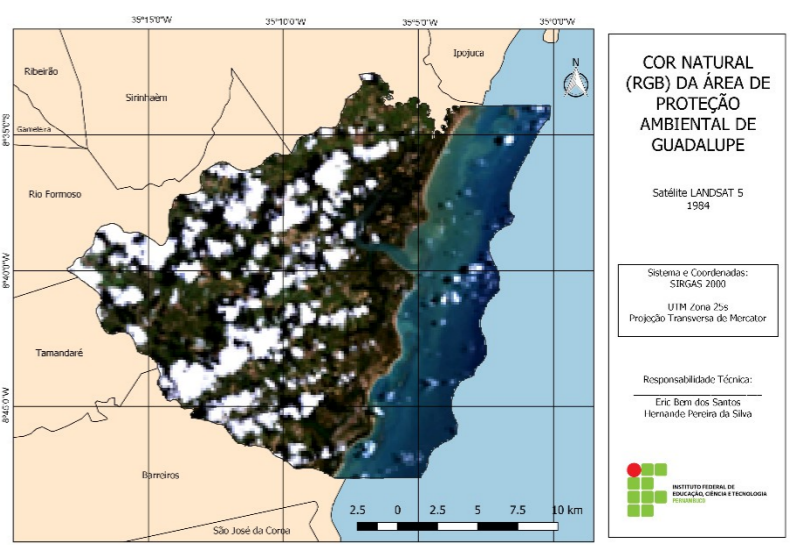 35°15'0"W 35°10'0"W 35°5'0"W 35°0'0"W
Ipojuca
Ribeirão
N
Sirinhaém
Gameleira
8°35'0"S
Rio Formoso
8°40'0"W
Tamandaré
8°45'0"W
Barreiros
São José da Coroa
2.5 0 2.5 5 7.5 10 km
COR NATURAL
(RGB) DA ÁREA DE
PROTEÇÃO
AMBIENTAL DE
GUADALUPE
Satélite LANDSAT 5
1984
Sistema e Coordenadas:
SIRGAS 2000
UTM Zona 25s
Projeção Transversa de Mercator
Responsabilidade Técnica:
Eric Bem dos Santos
Hernande Pereira da Silva
INSTITUTO FEDERAL DE
EDUCAÇÃO, CIÊNCIA E TECNOLOGIA
PERNAMBUCO